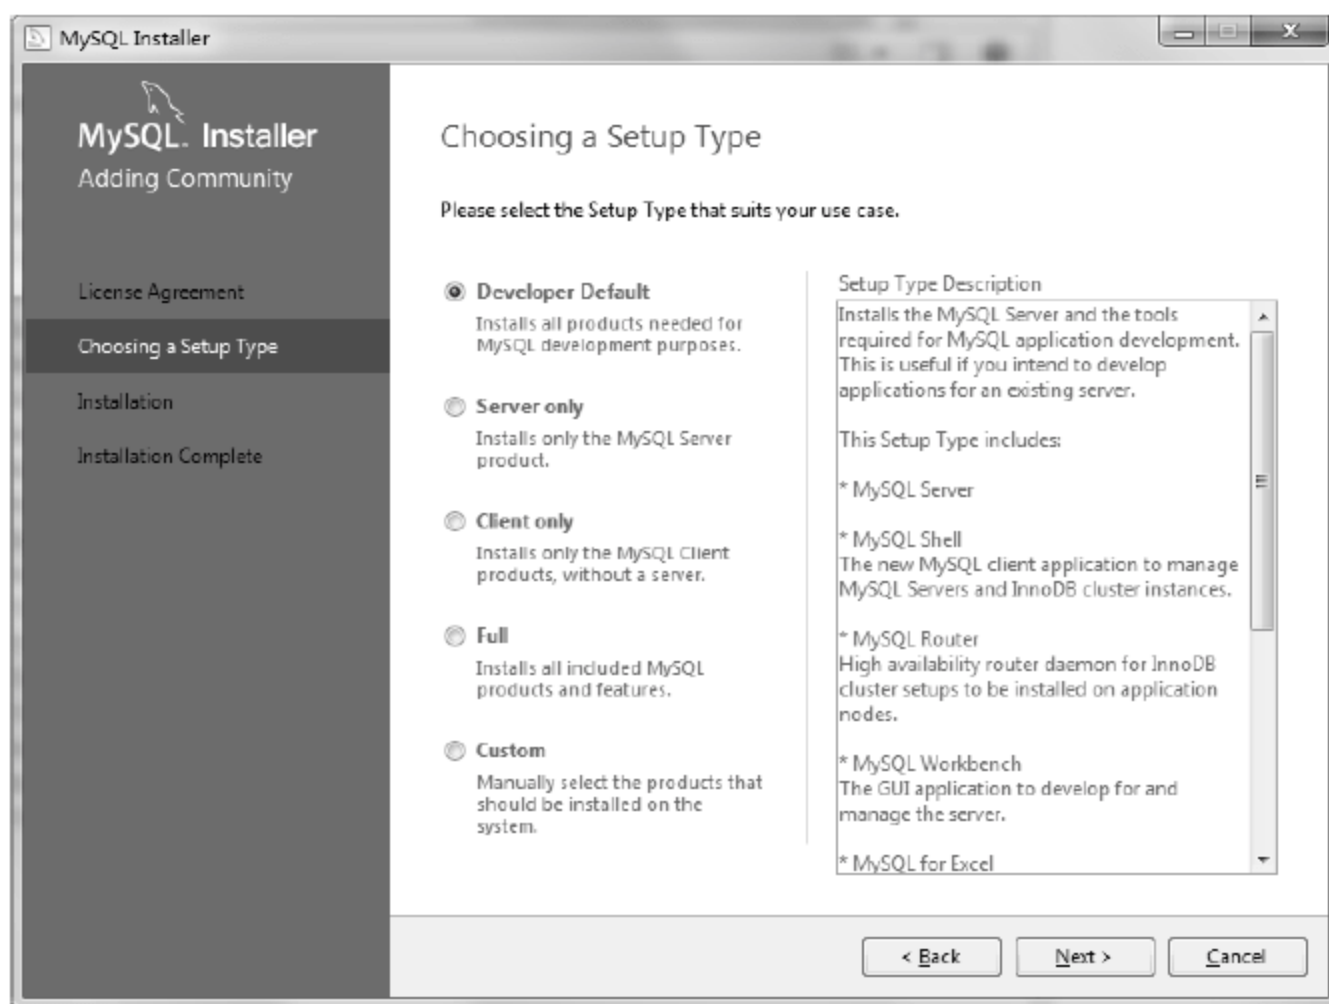 MySQL Installer
MySQL. Installer
Adding Community
License Agreement
Choosing a Setup Type
Installation
Installation Complete
Choosing a Setup Type
Please select the Setup Type that suits your use case.
Developer Default
Installs all products needed for
MySQL development purposes.
Server only
Installs only the MySQL Server
product.
Client only
Installs only the MySQL Client
products, without a server.
Full
Installs all included MySQL
products and features.
Custom
Manually select the products that
should be installed on the
system.
Setup Type Description
Installs the MySQL Server and the tools
required for MySQL application development.
This is useful if you intend to develop
applications for an existing server.
This Setup Type includes:
* MySQL Server
* MySQL Shell
The new MySQL client application to manage
MySQL Servers and InnoDB cluster instances.
* MySQL Router
High availability router daemon for InnoDB
cluster setups to be installed on application
nodes.
* MySQL Workbench
The GUI application to develop for and
manage the server.
* MySQL for Excel
< Back
Next >
Cancel